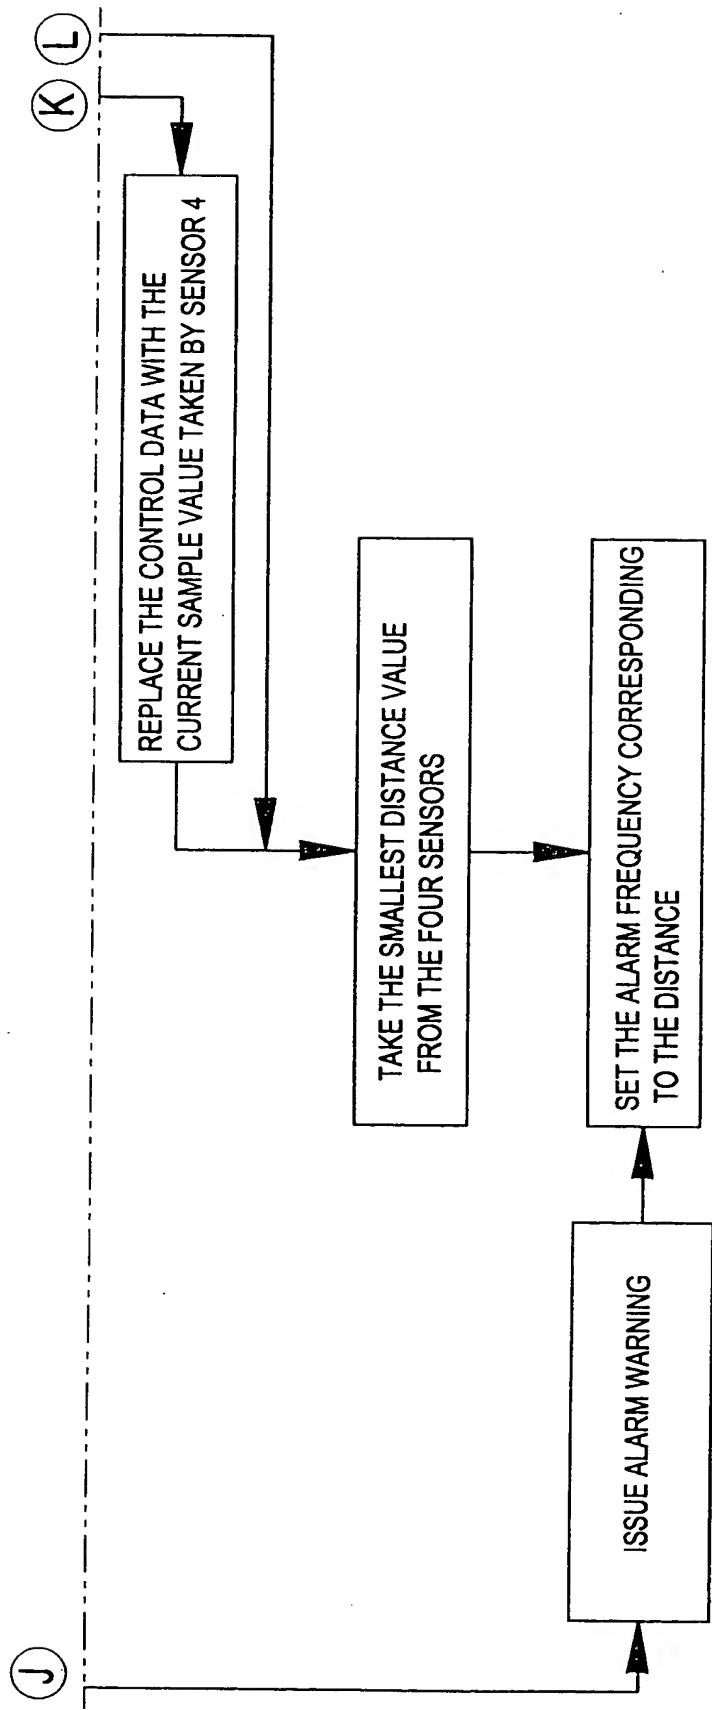 J
K
L
REPLACE THE CONTROL DATA WITH THE
CURRENT SAMPLE VALUE TAKEN BY SENSOR 4
TAKE THE SMALLEST DISTANCE VALUE
FROM THE FOUR SENSORS
ISSUE ALARM WARNING
SET THE ALARM FREQUENCY CORRESPONDING
TO THE DISTANCE